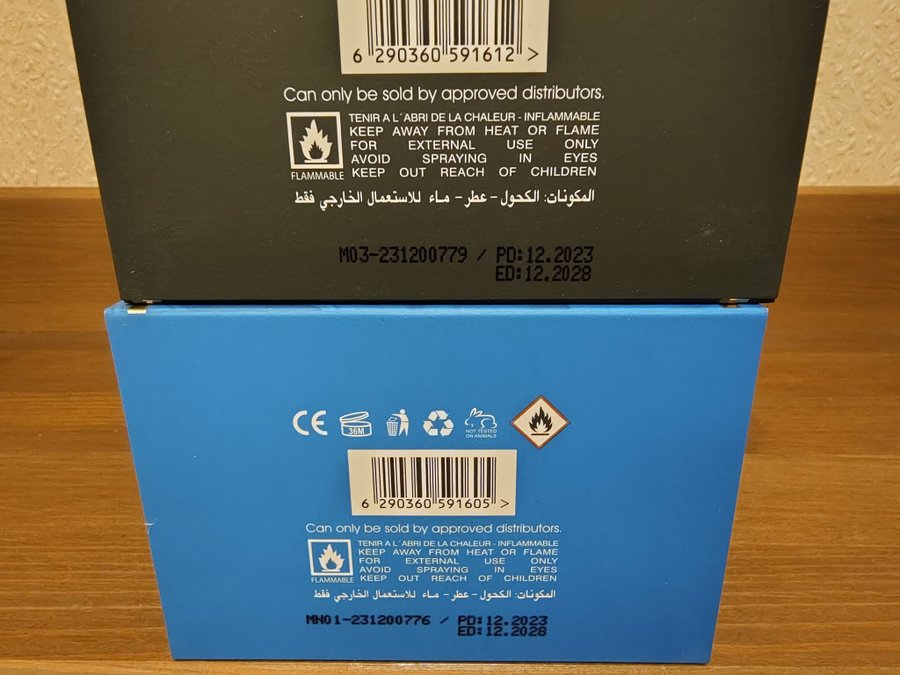 6 290360 591612 >
Can only be sold by approved distributors.
TENIR A L´ABRI DE LA CHALEUR - INFLAMMABLE
KEEP AWAY FROM HEAT OR FLAME
FOR EXTERNAL USE ONLY
AVOID SPRAYING IN EYES
FLAMMABLE KEEP OUT REACH OF CHILDREN
المكونات: الكحول - عطر - مـاء للاستعمال الخارجي فقط
M03-231200779 / PD:12.2023
ED:12.2028
CE
36M
NOT TESTED
ON ANIMALS
6 290360 591605 >
Can only be sold by approved distributors.
TENIR A L´ABRI DE LA CHALEUR - INFLAMMABLE
KEEP AWAY FROM HEAT OR FLAME
FOR EXTERNAL USE ONLY
AVOID SPRAYING IN EYES
FLAMMABLE KEEP OUT REACH OF CHILDREN
المكونات: الكحول - عطر - مـاء للاستعمال الخارجي فقط
MN01-231200776 / PD:12.2023
ED:12.2028